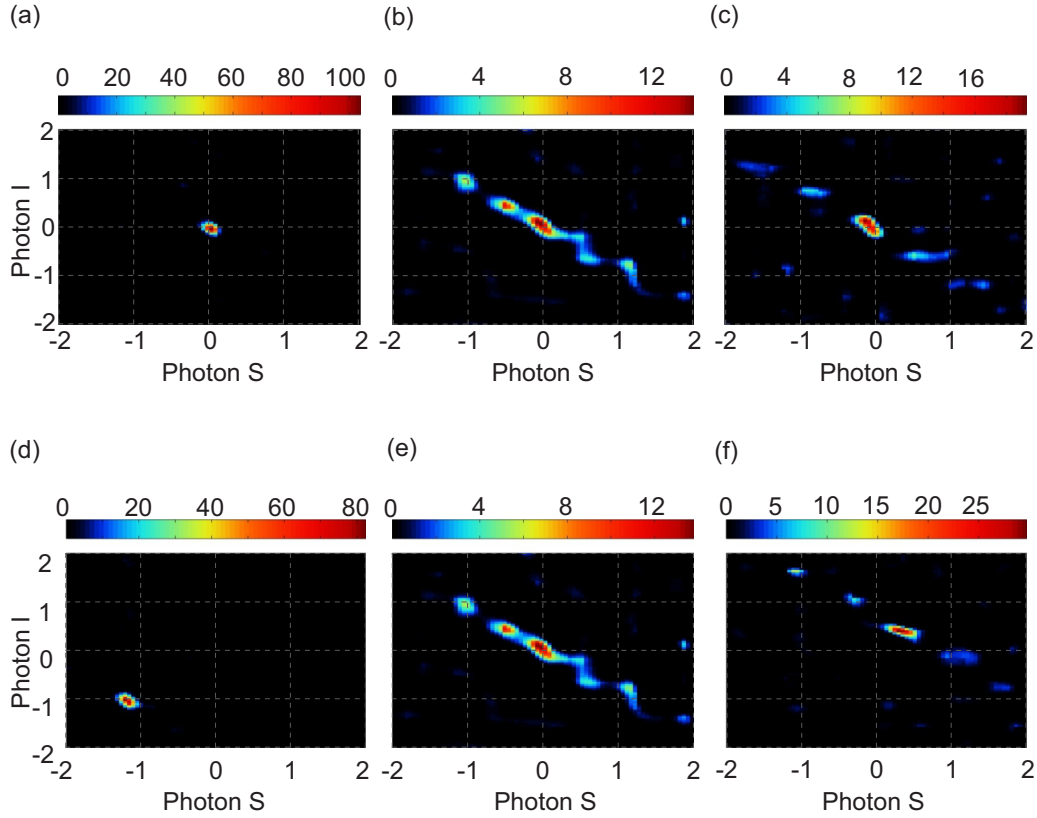 (a)
(b)
(c)
0 20 40 60 80 100
0 4 8 12
0 4 8 12 16
2
1
0
-1
-2
Photon I
-2 -1 0 1 2
-2 -1 0 1 2
-2 -1 0 1 2
Photon S
Photon S
Photon S
(d)
(e)
(f)
0 20 40 60 80
0 4 8 12
0 5 10 15 20 25
2
1
0
-1
-2
Photon I
-2 -1 0 1 2
-2 -1 0 1 2
-2 -1 0 1 2
Photon S
Photon S
Photon S